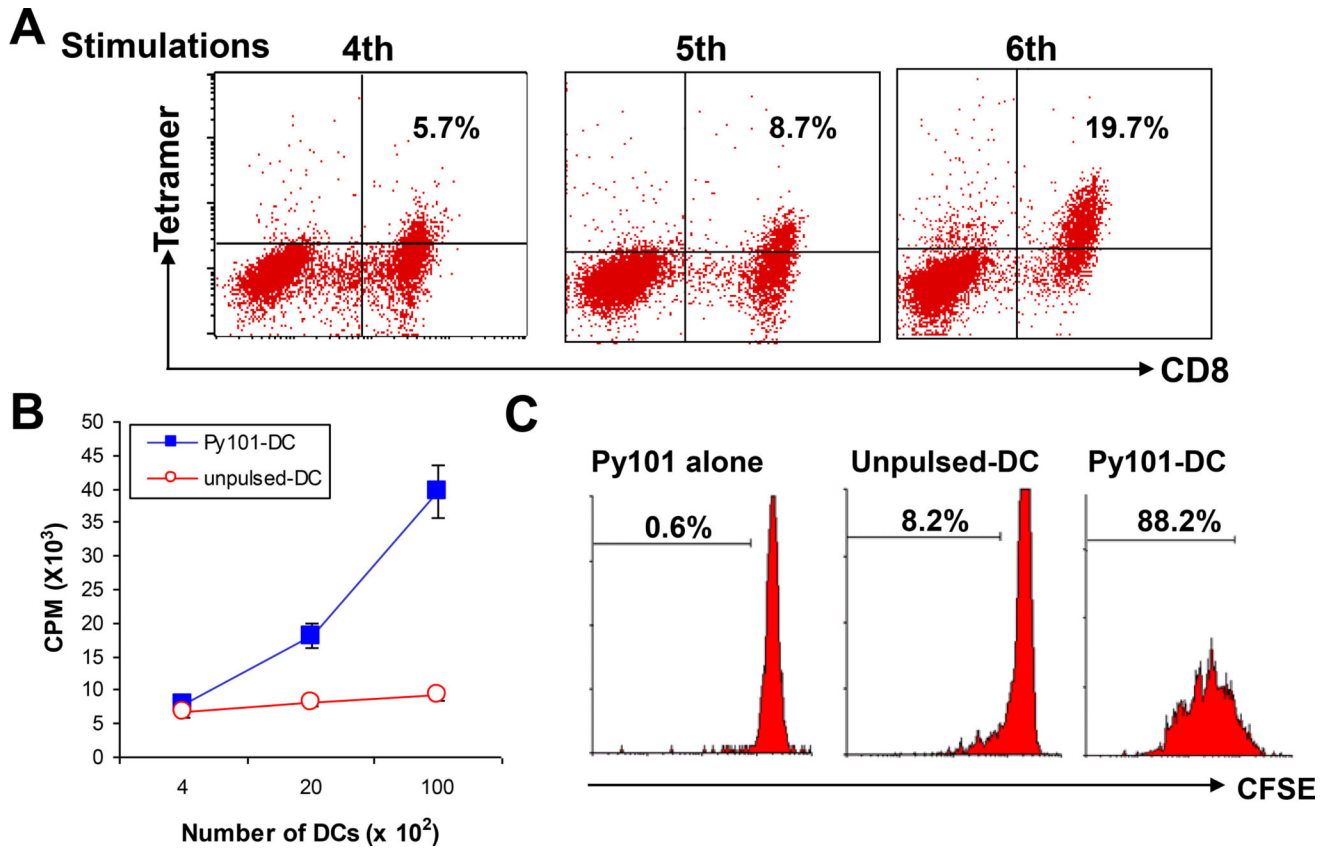 A
Stimulations 4th 5th 6th
5.7% 8.7% 19.7%
Tetramer
CD8
B
50
45
40
35
30
25
20
15
10
5
0
CPM (X10³)
Py101-DC
unpulsed-DC
4 20 100
Number of DCs (x 10²)
C
Py101 alone Unpulsed-DC Py101-DC
0.6% 8.2% 88.2%
CFSE